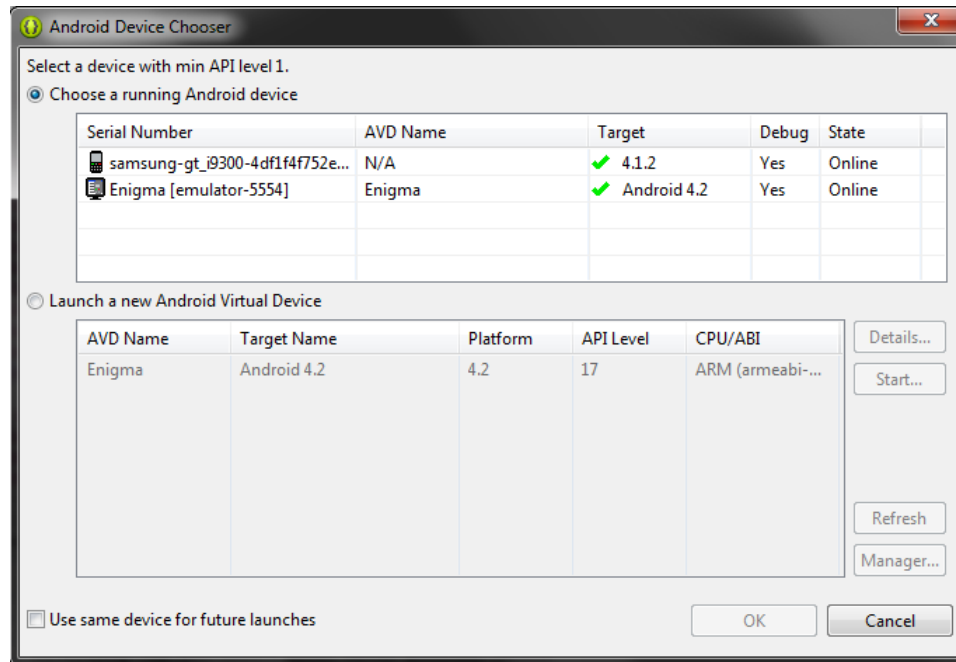 Android Device Chooser
Select a device with min API level 1.
Choose a running Android device
Serial Number AVD Name Target Debug State
samsung-gt_i9300-4df1f4f752e... N/A 4.1.2 Yes Online
Enigma [emulator-5554] Enigma Android 4.2 Yes Online
Launch a new Android Virtual Device
AVD Name Target Name Platform API Level CPU/ABI Details...
Enigma Android 4.2 4.2 17 ARM (armeabi-... Start...
Refresh
Manager...
Use same device for future launches OK Cancel